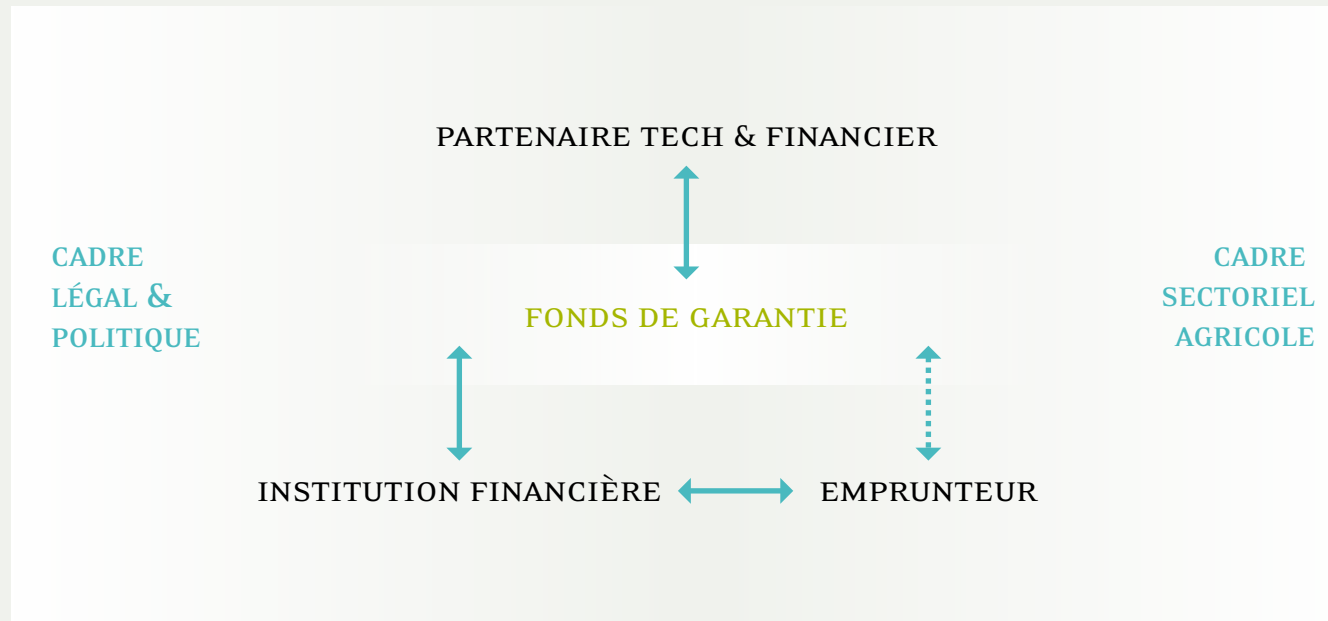 PARTENAIRE TECH & FINANCIER
CADRE
LÉGAL &
POLITIQUE
FONDS DE GARANTIE
CADRE
SECTORIEL
AGRICOLE
INSTITUTION FINANCIÈRE
EMPRUNTEUR